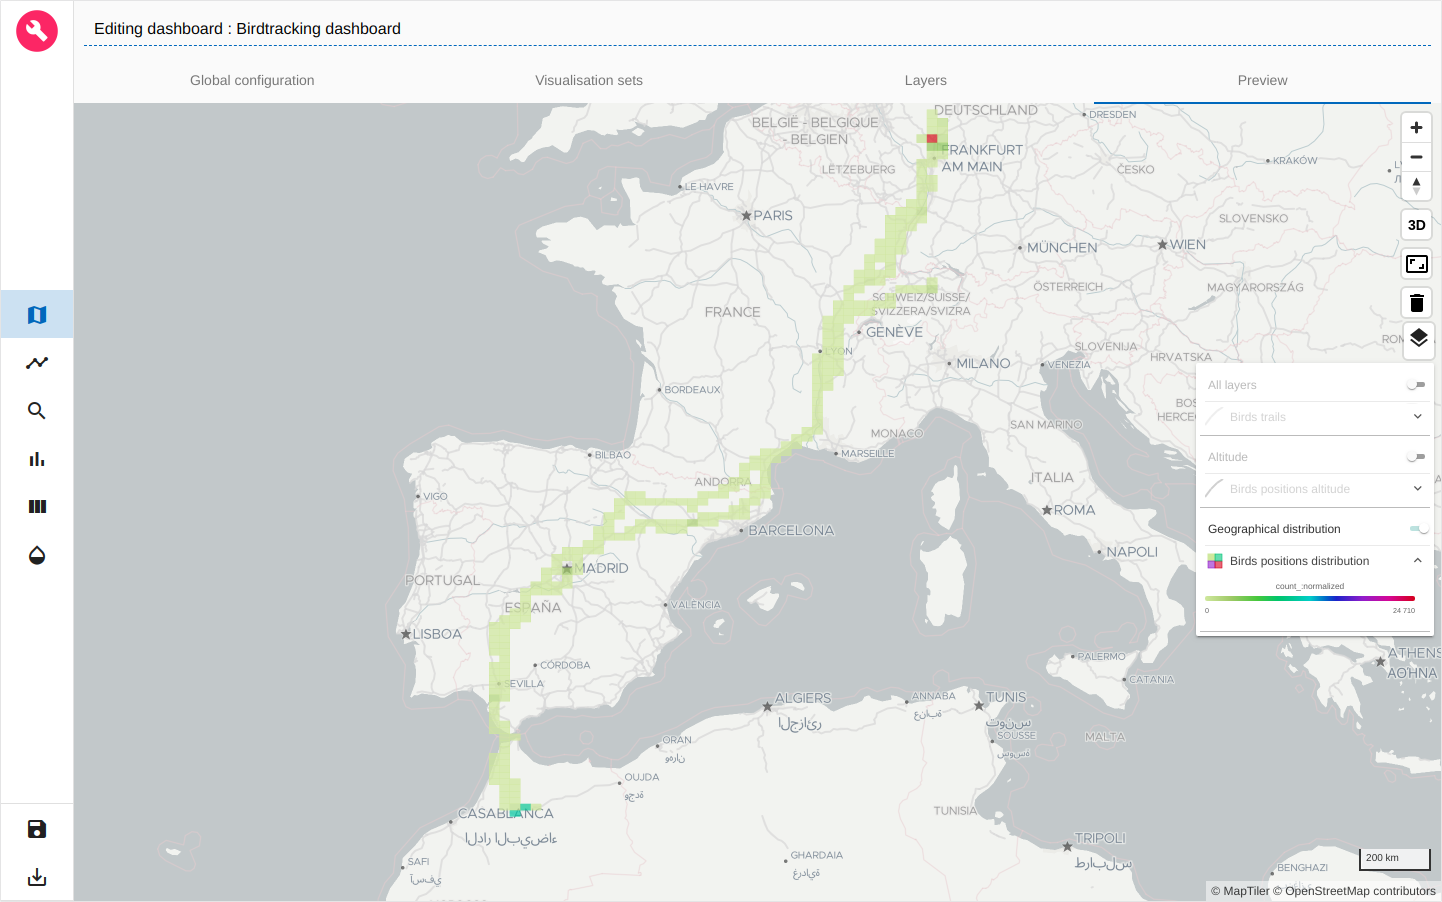 Editing dashboard : Birdtracking dashboard
Global configuration
Visualisation sets
Layers
Preview
DEUTSCHLAND
DRESDEN
BELGIË - BELGIQUE
- BELGIEN
FRANKFURT
AM MAIN
KRAKÓW
LËTZEBUERG
ČESKO
LE HAVRE
PARIS
SLOVENSKO
3D
MÜNCHEN
WIEN
ÖSTERREICH
MAGYARORSZÁG
FRANCE
SCHWEIZ/SUISSE/
SVIZZERA/SVIZRA
GENÈVE
SLOVENIJA
HRVATSKA
LYON
MILANO
VENEZIA
BORDEAUX
All layers
Birds trails
SAN MARINO
MONACO
MARSEILLE
BILBAO
Altitude
ANDORRA
ITALIA
Birds positions altitude
VIGO
ROMA
BARCELONA
Geographical distribution
NAPOLI
Birds positions distribution
MADRID
PORTUGAL
count_:normalized
0
24 710
ESPAÑA
VALÈNCIA
LISBOA
CÓRDOBA
PALERMO
ATHENS
ΑΘΉΝΑ
SEVILLA
CATANIA
ALGIERS
الجزائر
ANNABA
عنابة
TUNIS
تونس
SOUSSE
سوسة
MALTA
ORAN
وهران
OUJDA
وجدة
CASABLANCA
الدار البيضاء
TUNISIA
TRIPOLI
طرابلس
SAFI
آسفي
GHARDAIA
غرداية
200 km
BENGHAZI
© MapTiler © OpenStreetMap contributors